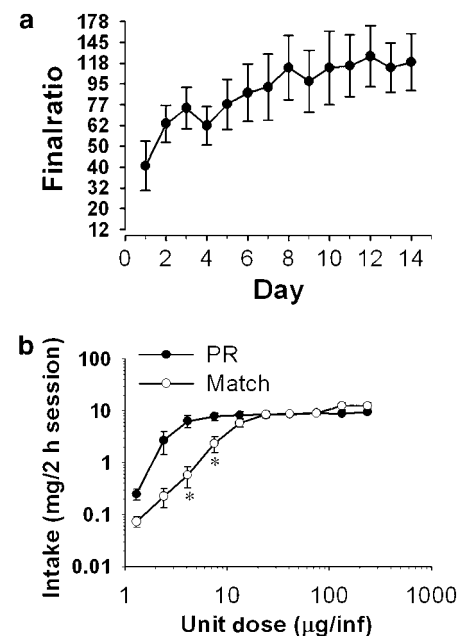 a
178
145
118
95
77
62
50
40
32
20
12
Finalratio
0 2 4 6 8 10 12 14
Day
b
PR
Match
100
10
1
0.1
0.01
Intake (mg/2 h session)
*
*
1 10 100 1000
Unit dose (µg/inf)